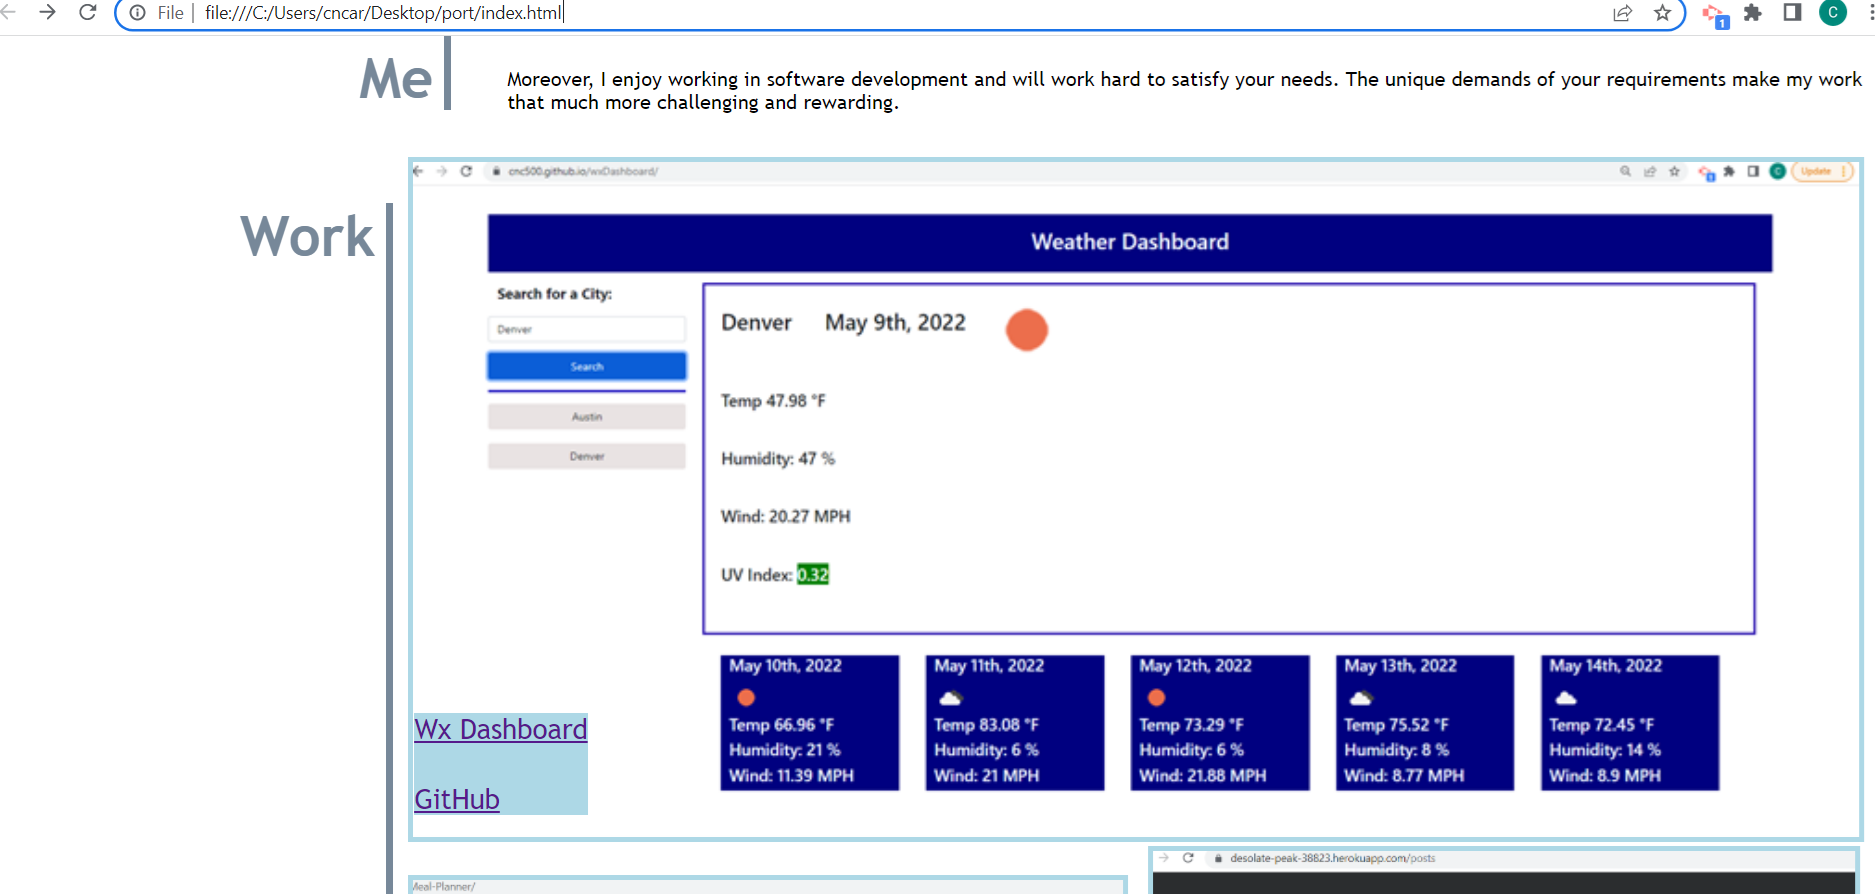 File file:///C:/Users/cncar/Desktop/port/index.html
1
C
Me
Moreover, I enjoy working in software development and will work hard to satisfy your needs. The unique demands of your requirements make my work
that much more challenging and rewarding.
Work
cnc500.github.io/wxDashboard/
C
Update
Weather Dashboard
Search for a City:
Denver
Search
Austin
Denver
Denver May 9th, 2022
Temp 47.98 °F
Humidity: 47 %
Wind: 20.27 MPH
UV Index: 0.32
May 10th, 2022
Temp 66.96 °F
Humidity: 21 %
Wind: 11.39 MPH
May 11th, 2022
Temp 83.08 °F
Humidity: 6 %
Wind: 21 MPH
May 12th, 2022
Temp 73.29 °F
Humidity: 6 %
Wind: 21.88 MPH
May 13th, 2022
Temp 75.52 °F
Humidity: 8 %
Wind: 8.77 MPH
May 14th, 2022
Temp 72.45 °F
Humidity: 14 %
Wind: 8.9 MPH
Wx Dashboard
GitHub
Meal-Planner/
desolate-peak-38823.herokuapp.com/posts